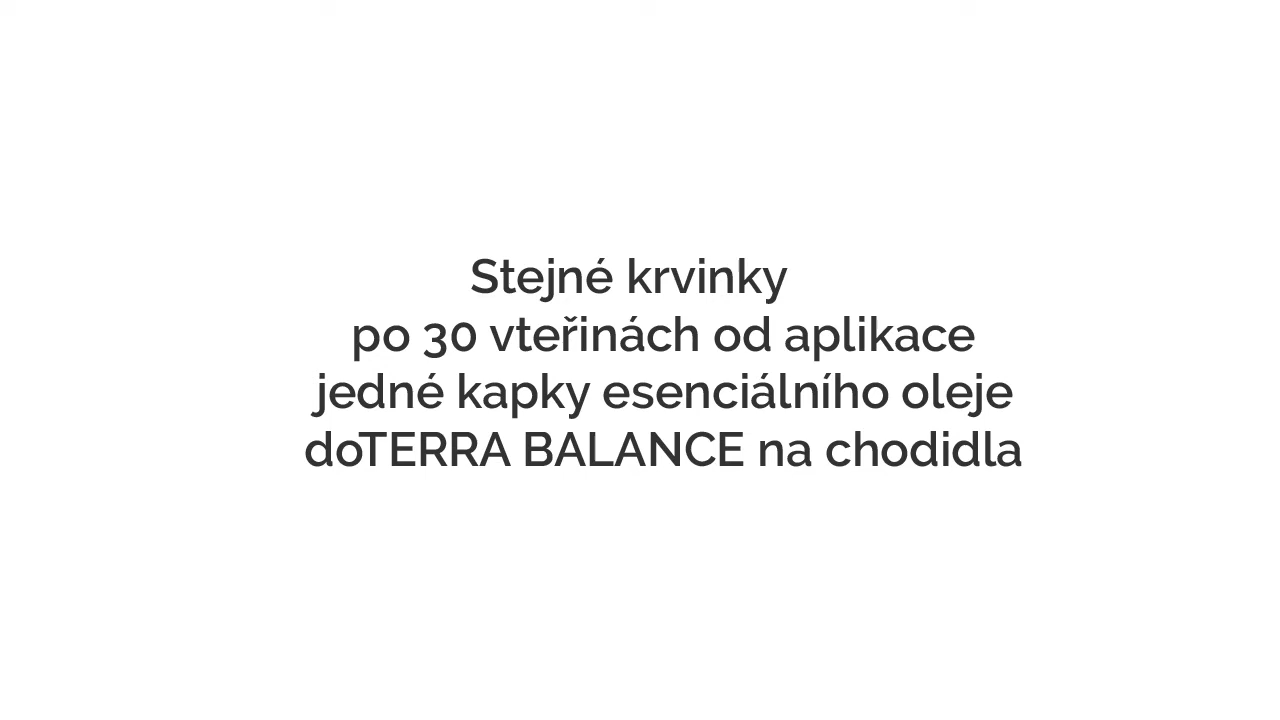 Stejné krvinky
po 30 vteřinách od aplikace
jedné kapky esenciálního oleje
doTERRA BALANCE na chodidla